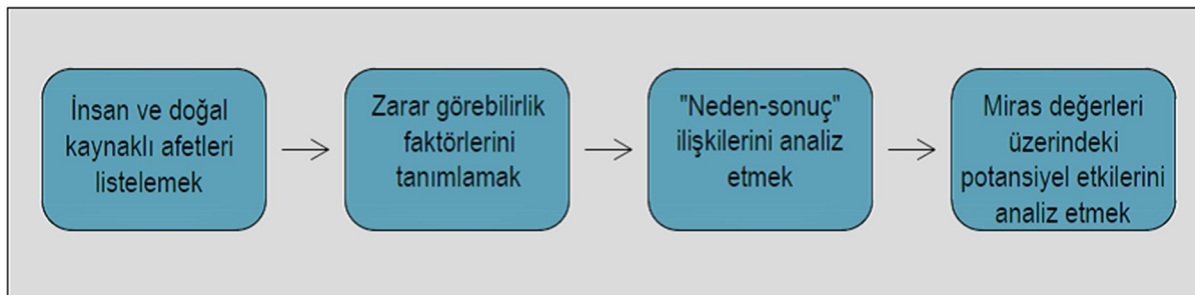 İnsan ve doğal
kaynaklı afetleri
listelemek
Zarar görebilirlik
faktörlerini
tanımlamak
"Neden-sonuç"
ilişkilerini analiz
etmek
Miras değerleri
üzerindeki
potansiyel etkilerini
analiz etmek